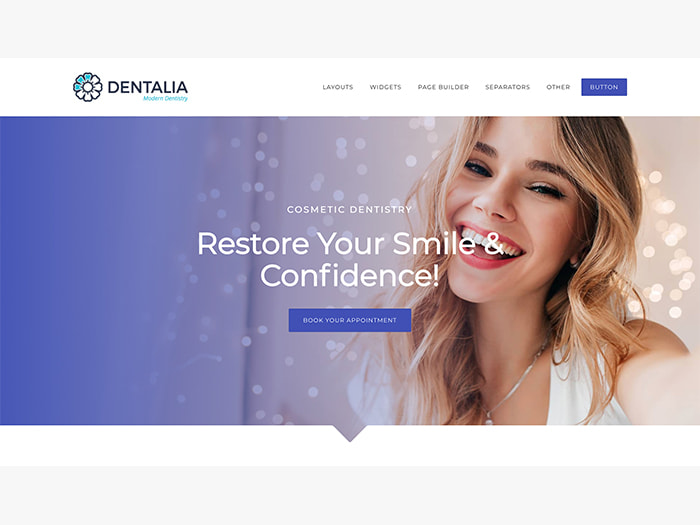 DENTALIA
Modern Dentistry
LAYOUTS WIDGETS PAGE BUILDER SEPARATORS OTHER BUTTON
COSMETIC DENTISTRY
Restore Your Smile &
Confidence!
BOOK YOUR APPOINTMENT